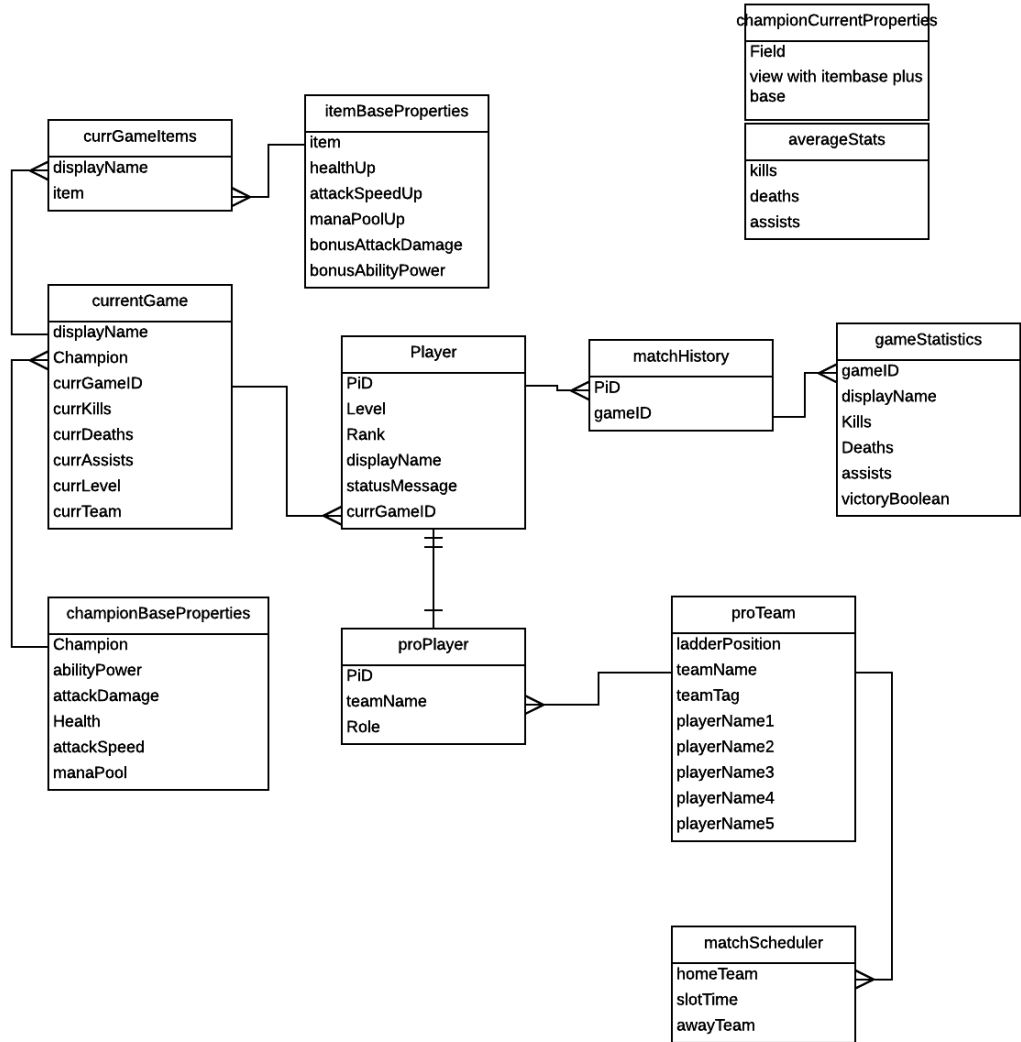 championCurrentProperties
Field
view with itembase plus
base
averageStats
kills
deaths
assists
itemBaseProperties
item
healthUp
attackSpeedUp
manaPoolUp
bonusAttackDamage
bonusAbilityPower
currGameItems
displayName
item
currentGame
displayName
Champion
currGameID
currKills
currDeaths
currAssists
currLevel
currTeam
Player
PiD
Level
Rank
displayName
statusMessage
currGameID
matchHistory
PiD
gameID
gameStatistics
gameID
displayName
Kills
Deaths
assists
victoryBoolean
championBaseProperties
Champion
abilityPower
attackDamage
Health
attackSpeed
manaPool
proPlayer
PiD
teamName
Role
proTeam
ladderPosition
teamName
teamTag
playerName1
playerName2
playerName3
playerName4
playerName5
matchScheduler
homeTeam
slotTime
awayTeam